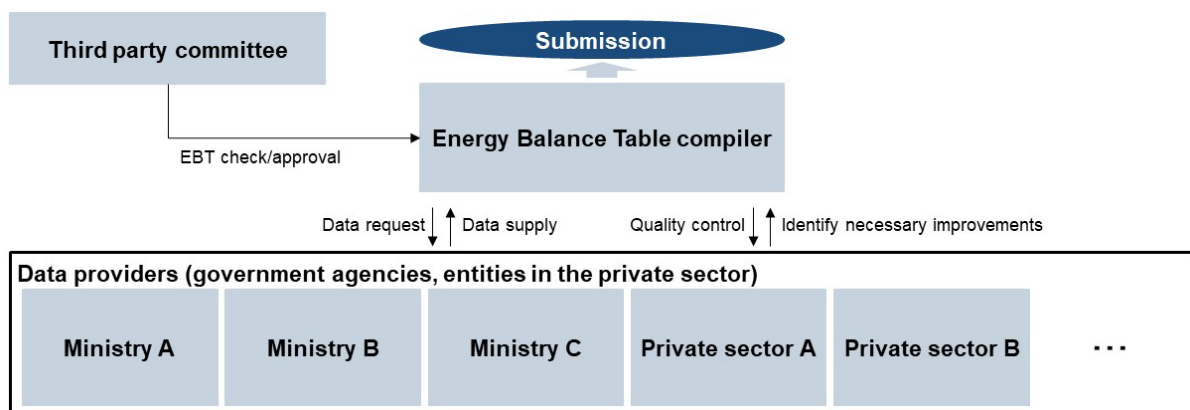 Third party committee
Submission
Energy Balance Table compiler
EBT check/approval
Data request
Data supply
Quality control
Identify necessary improvements
Data providers (government agencies, entities in the private sector)
Ministry A
Ministry B
Ministry C
Private sector A
Private sector B
...